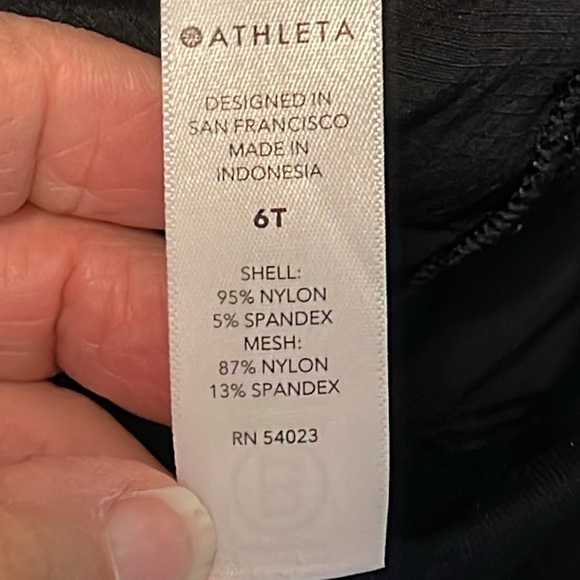 ATHLETA
DESIGNED IN
SAN FRANCISCO
MADE IN
INDONESIA
6T
SHELL:
95% NYLON
5% SPANDEX
MESH:
87% NYLON
13% SPANDEX
RN 54023